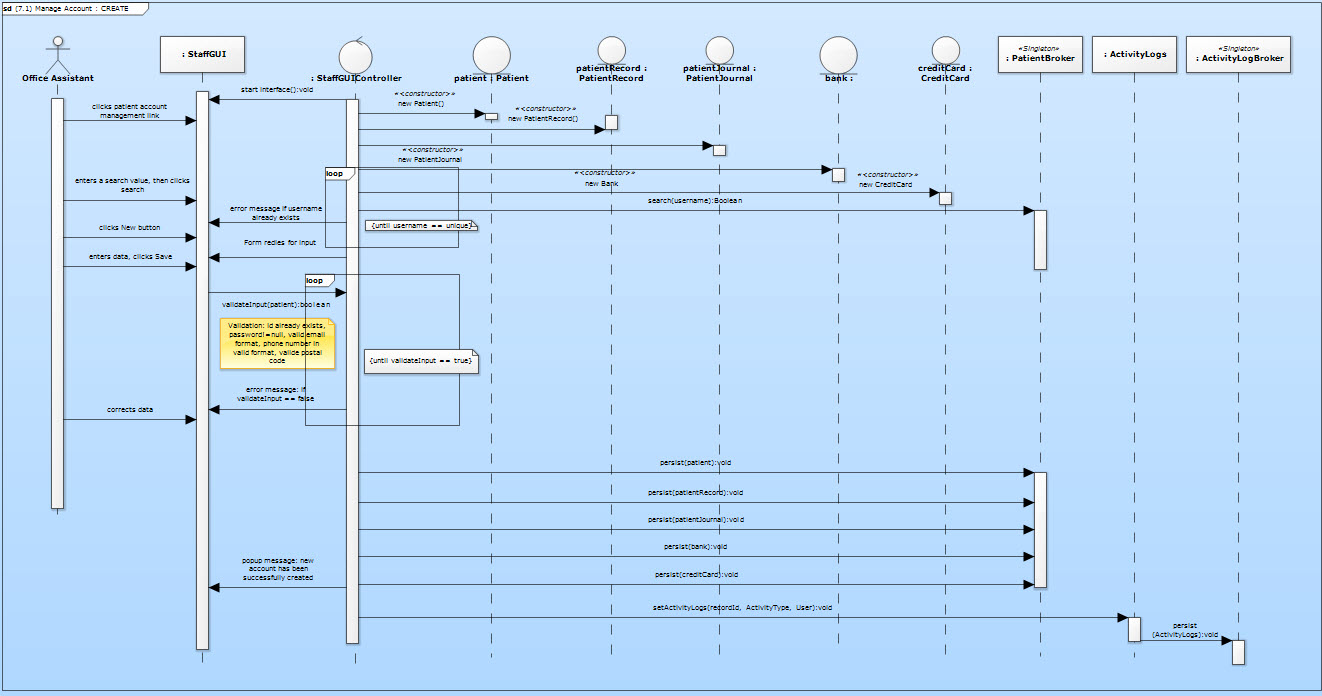 sd (7.1) Manage Account : CREATE
Office Assistant
: StaffGUI
: StaffGUIController
patient : Patient
patientRecord :
PatientRecord
patientJournal :
PatientJournal
bank :
creditCard :
CreditCard
«Singleton»
: PatientBroker
: ActivityLogs
«Singleton»
: ActivityLogBroker
start interface():void
«<constructor>»
new Patient()
clicks patient account
management link
«<constructor>»
new PatientRecord()
«<constructor>»
new PatientJournal
loop
«<constructor>»
new Bank
«<constructor>»
new CreditCard
enters a search value, then clicks
search
search(username):Boolean
error message if username
already exists
{until username == unique}
clicks New button
Form redies for input
enters data, clicks Save
loop
validateInput(patient):boolean
Validation: id already exists,
password!=null, valid email
format, phone number in
valid format, valide postal
code
{until validateInput == true}
error message: if
validateInput == false
corrects data
persist(patient):void
persist(patientRecord):void
persist(patientJournal):void
persist(bank):void
popup message: new
account has been
successfully created
persist(creditCard):void
setActivityLogs(recordId, ActivityType, User):void
persist
(ActivityLogs):void